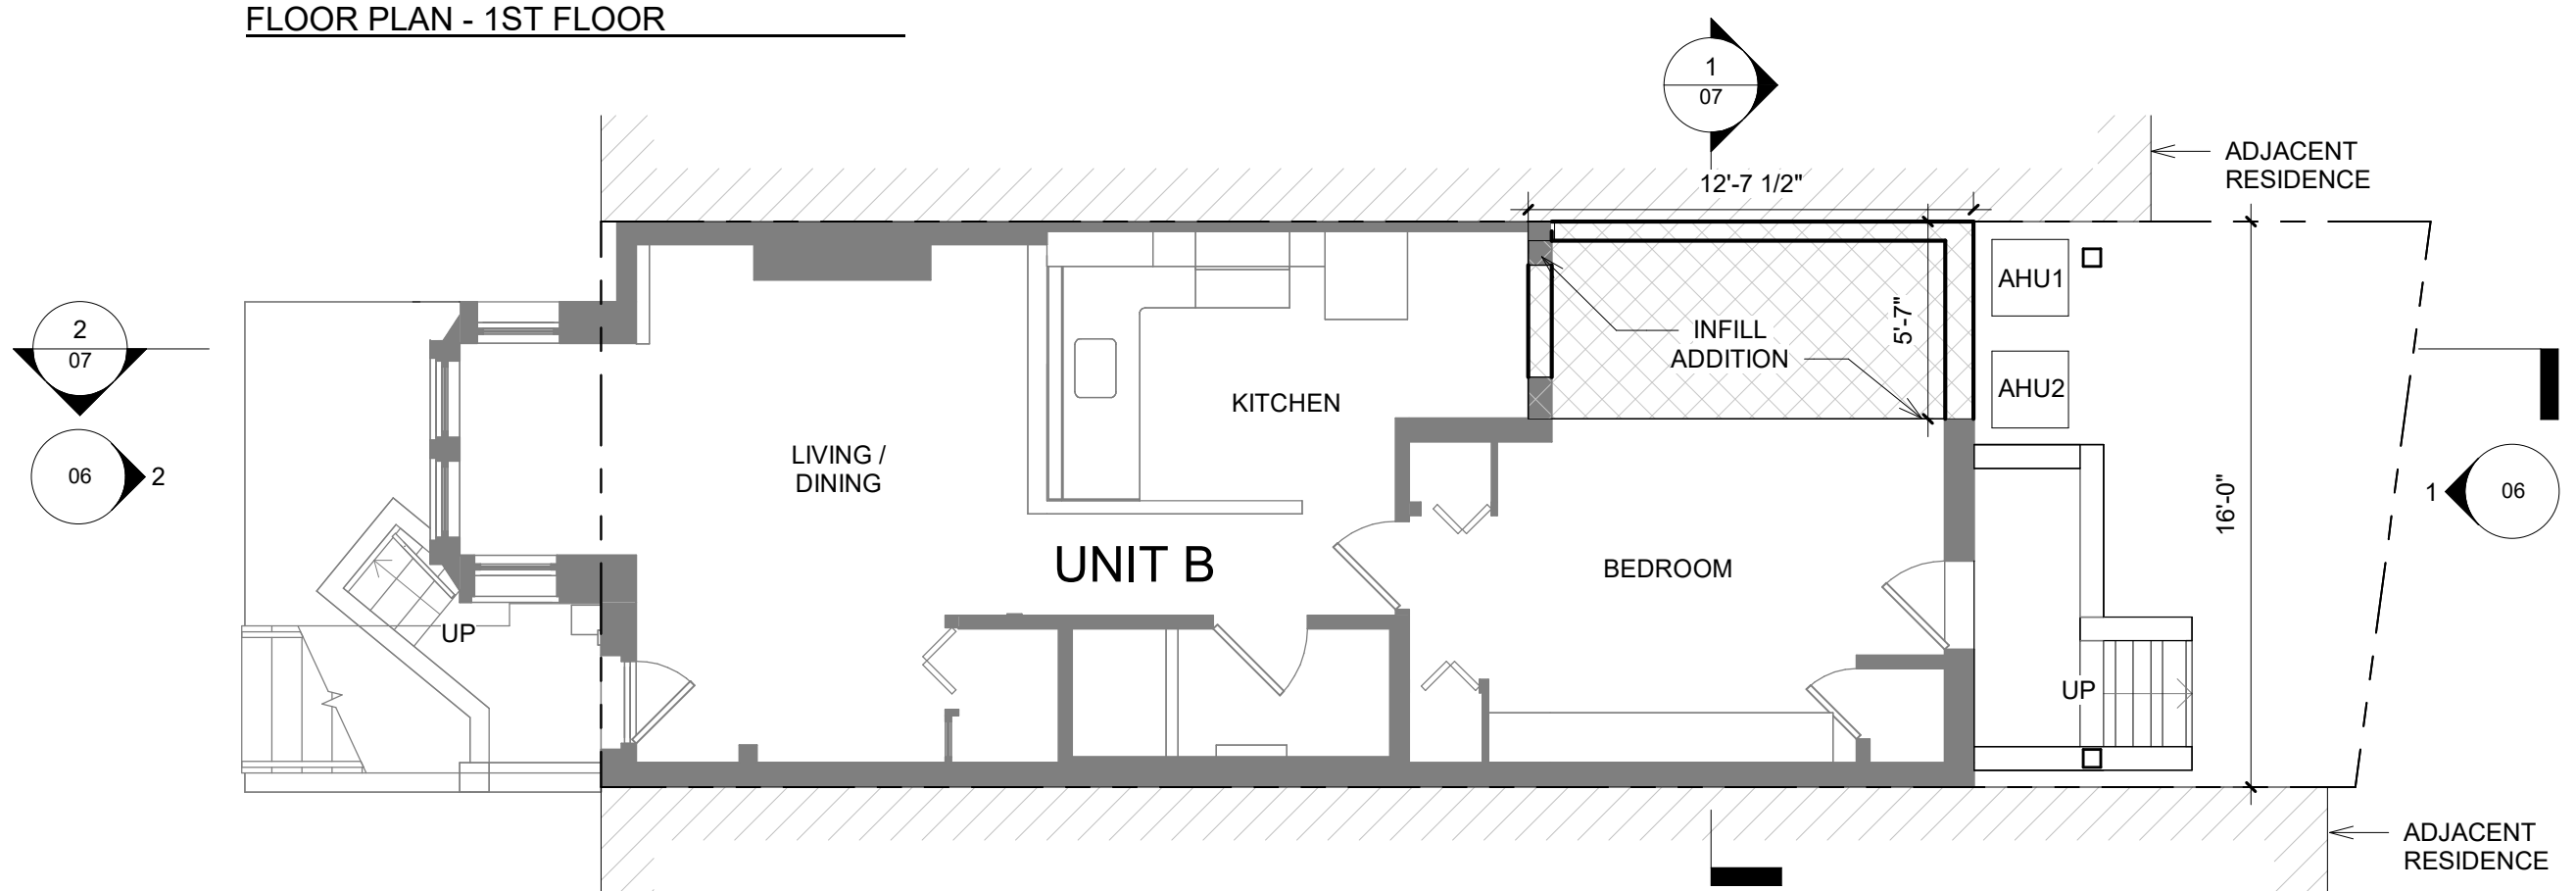 FLOOR PLAN - 1ST FLOOR
1
07
12'-7 1/2"
ADJACENT
RESIDENCE
AHU1
5'-7"
INFILL
ADDITION
2
07
AHU2
KITCHEN
LIVING /
DINING
06
2
1
06
16'-0"
UNIT B
BEDROOM
UP
UP
ADJACENT
RESIDENCE